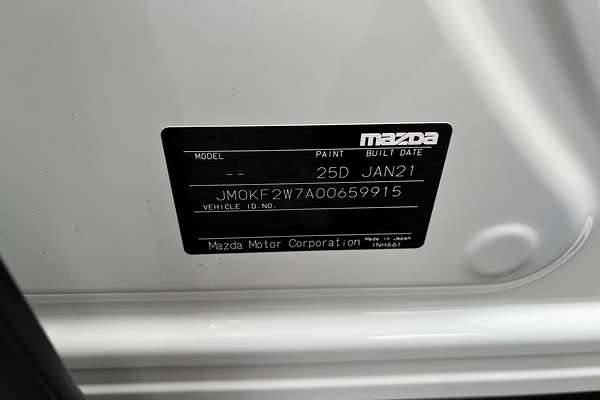 mazda
MODEL PAINT BUILT DATE
-- 25D JAN21
JM0KF2W7A00659915
VEHICLE ID.NO.
Mazda Motor Corporation Made in Japan
(NH66)